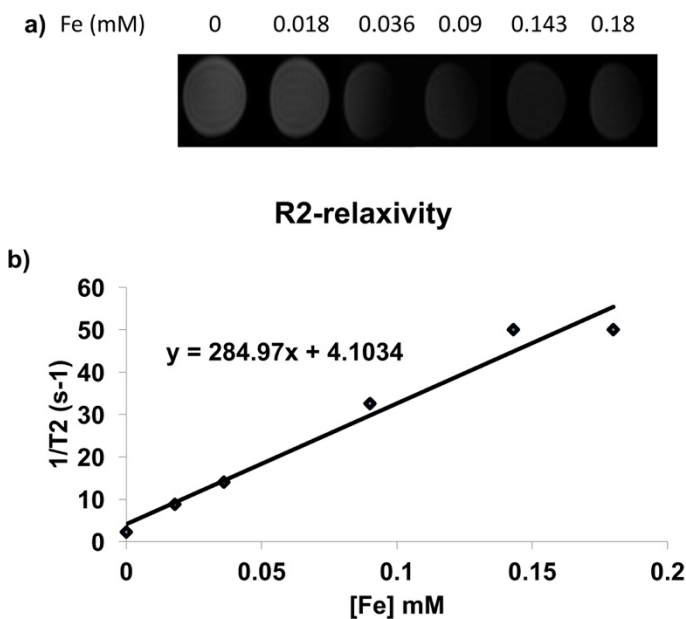 a) Fe (mM) 0 0.018 0.036 0.09 0.143 0.18
R2-relaxivity
b)
60
50
40
30
20
10
0
y = 284.97x + 4.1034
1/T2 (s-1)
0 0.05 0.1 0.15 0.2
[Fe] mM